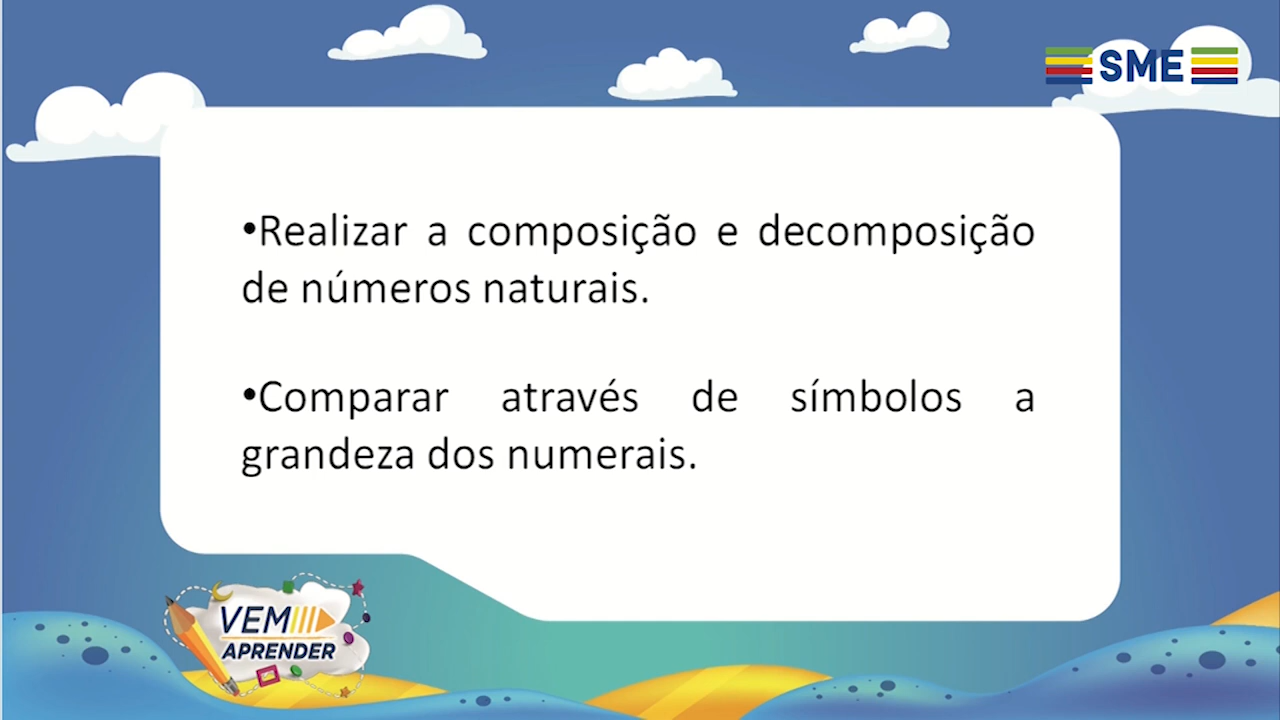 SME
•Realizar a composição e decomposição
de números naturais.
•Comparar através de símbolos a
grandeza dos numerais.
VEM
APRENDER